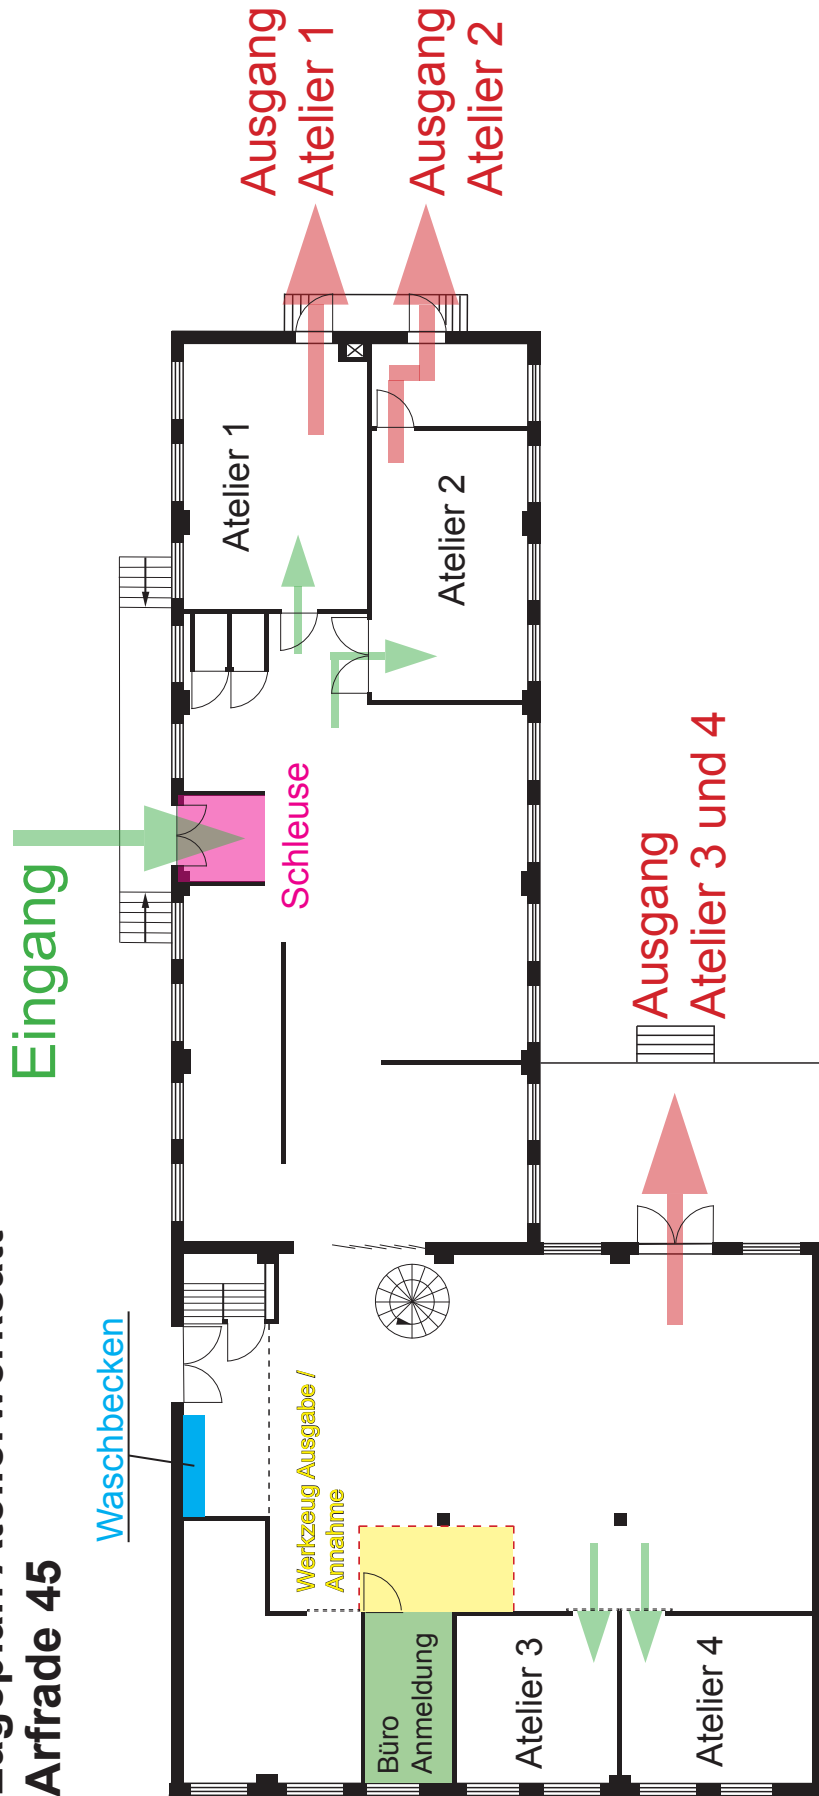 Arfrade 45
Eingang
Waschbecken
Schleuse
Werkzeug Ausgabe /
Annahme
Büro
Anmeldung
Atelier 3
Atelier 4
Atelier 1
Atelier 2
Ausgang
Atelier 1
Ausgang
Atelier 2
Ausgang
Atelier 3 und 4